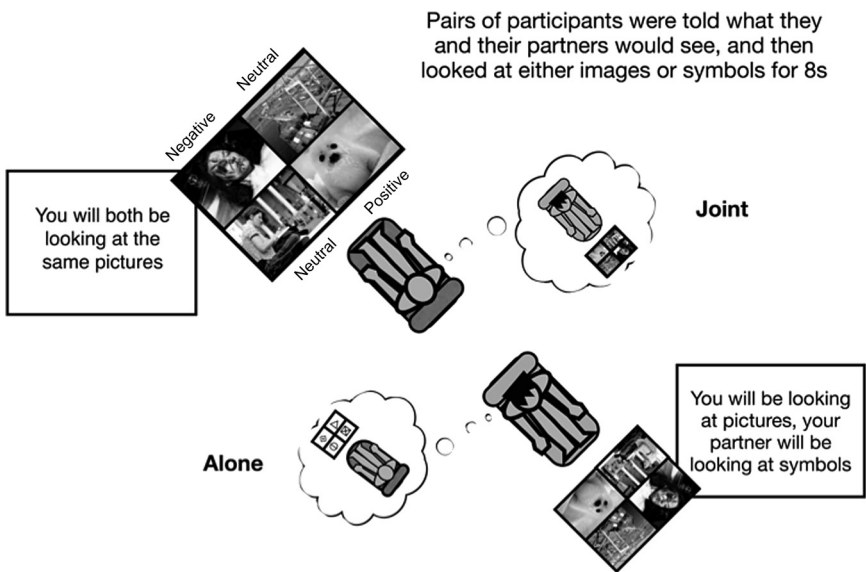 Pairs of participants were told what they
and their partners would see, and then
looked at either images or symbols for 8s
Neutral
Negative
Positive
Neutral
You will both be
looking at the
same pictures
Joint
Alone
You will be looking
at pictures, your
partner will be
looking at symbols